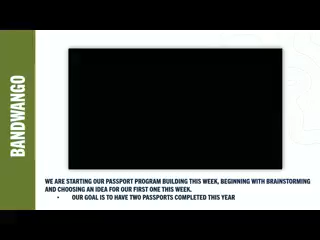 BANDWANGO
WE ARE STARTING OUR PASSPORT PROGRAM BUILDING THIS WEEK, BEGINNING WITH BRAINSTORMING
AND CHOOSING AN IDEA FOR OUR FIRST ONE THIS WEEK.
• OUR GOAL IS TO HAVE TWO PASSPORTS COMPLETED THIS YEAR